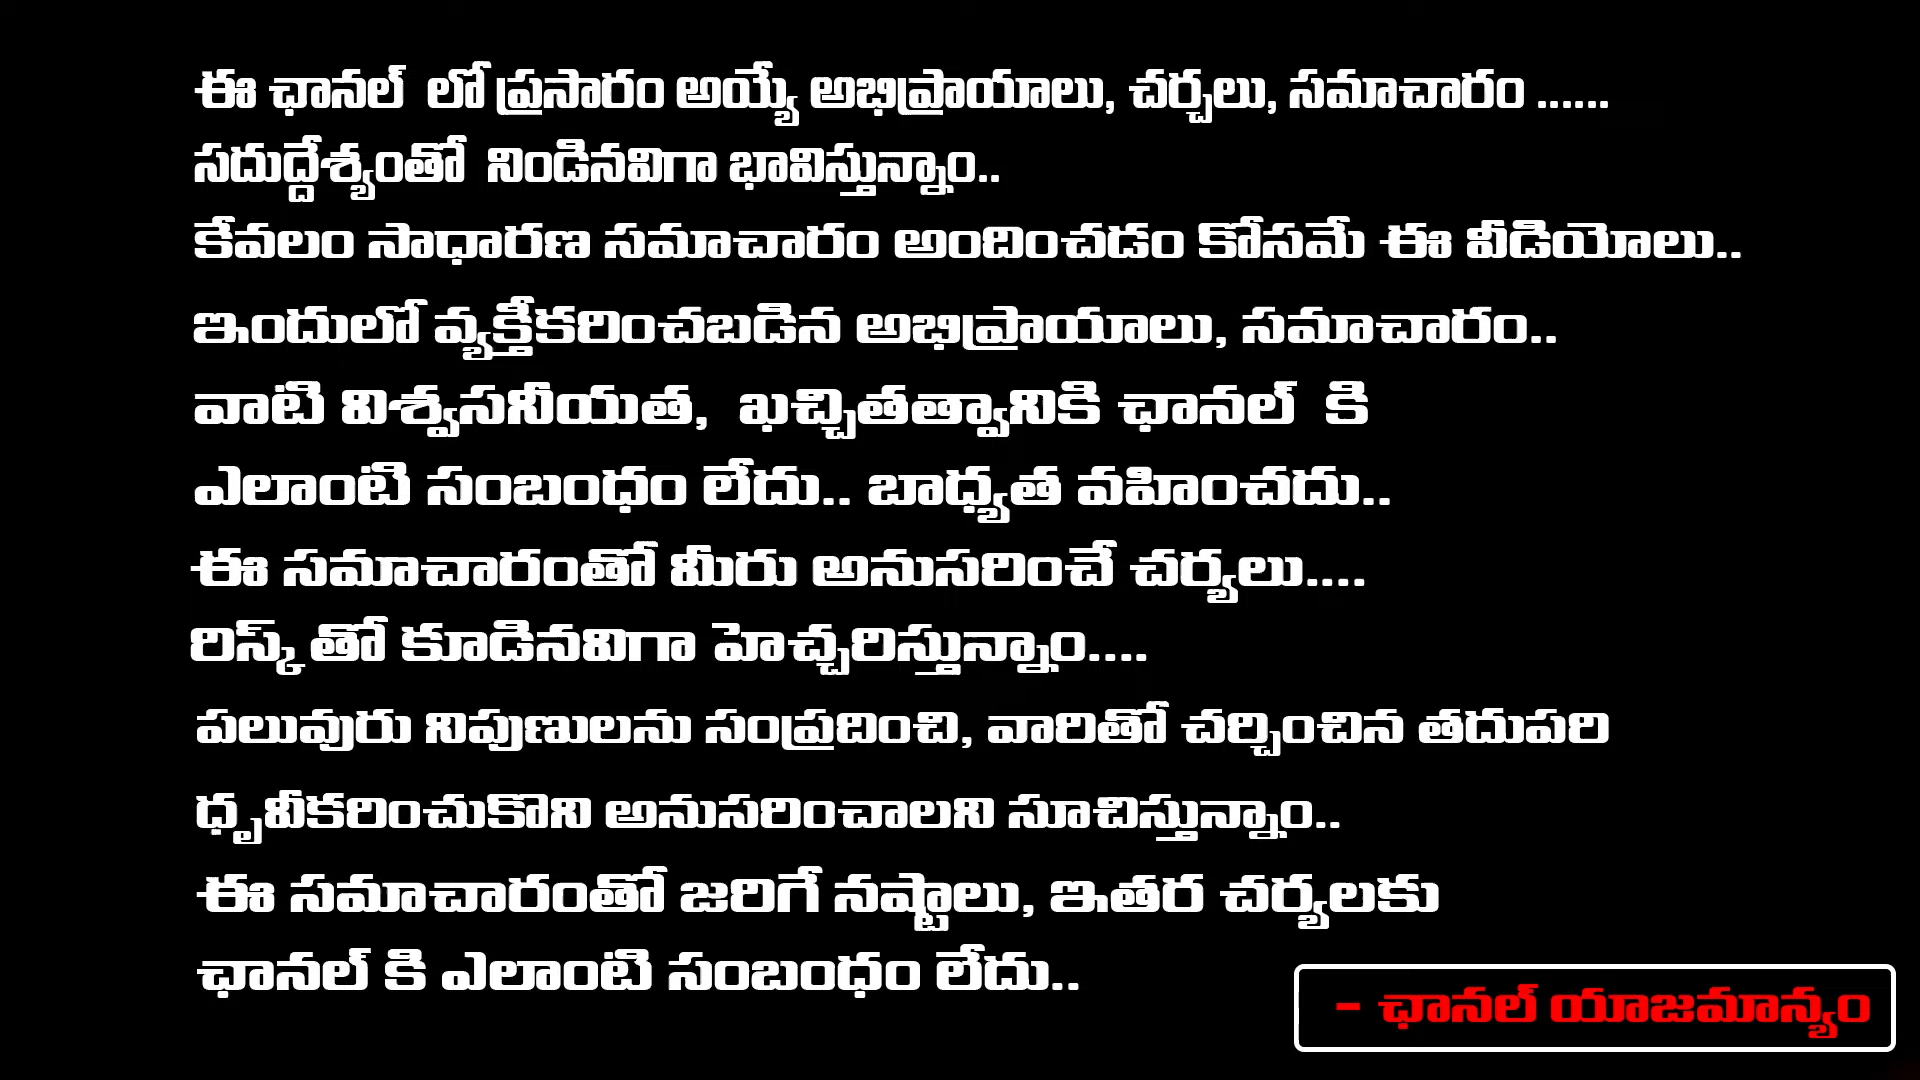 ఈ ఛానల్ లో ప్రసారం అయ్యే అభిప్రాయాలు, చర్చలు, సమాచారం ......
సదుద్దేశ్యంతో నిండినవిగా భావిస్తున్నాం..
కేవలం సాధారణ సమాచారం అందించడం కోసమే ఈ వీడియోలు..
ఇందులో వ్యక్తీకరించబడిన అభిప్రాయాలు, సమాచారం..
వాటి విశ్వసనీయత, ఖచ్చితత్వానికి ఛానల్ కి
ఎలాంటి సంబంధం లేదు.. బాధ్యత వహించదు..
ఈ సమాచారంతో మీరు అనుసరించే చర్యలు....
రిస్క్ తో కూడినవిగా హెచ్చరిస్తున్నాం....
పలువురు నిపుణులను సంప్రదించి, వారితో చర్చించిన తదుపరి
ధృవీకరించుకొని అనుసరించాలని సూచిస్తున్నాం..
ఈ సమాచారంతో జరిగే నష్టాలు, ఇతర చర్యలకు
ఛానల్ కి ఎలాంటి సంబంధం లేదు..
- ఛానల్ యాజమాన్యం